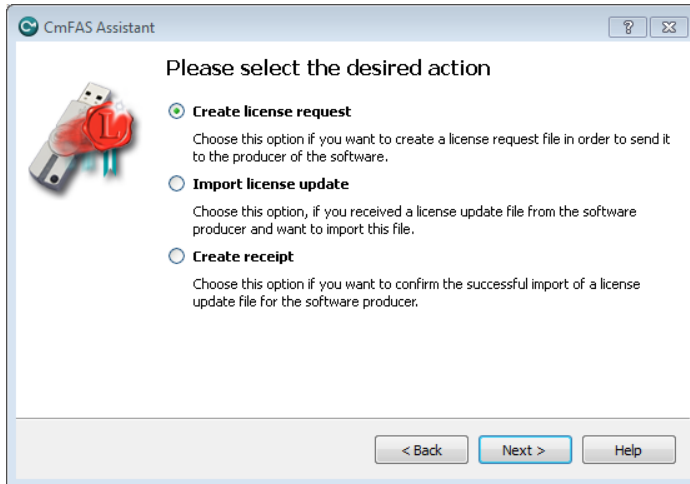 CmFAS Assistant
?
Please select the desired action
Create license request
Choose this option if you want to create a license request file in order to send it
to the producer of the software.
Import license update
Choose this option, if you received a license update file from the software
producer and want to import this file.
Create receipt
Choose this option if you want to confirm the successful import of a license
update file for the software producer.
L
< Back
Next >
Help